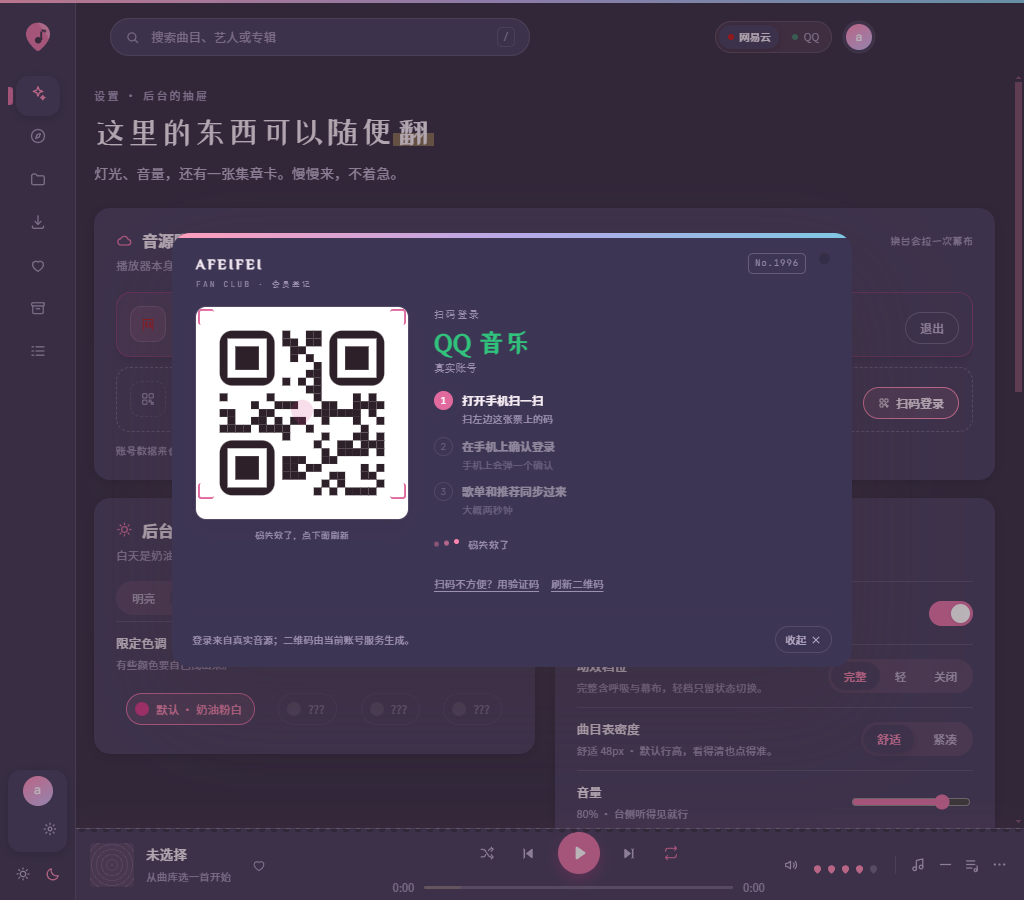 搜索曲目、艺人或专辑
/
网易云
QQ
a
设置 · 后台的抽屉
这里的东西可以随便翻
灯光、音量，还有一张集章卡。慢慢来，不着急。
音源
播放器本身
退出
扫码登录
账号数据来
AFEIFEI
FAN CLUB · 会员登记
No.1996
扫码登录
QQ 音乐
真实账号
1
打开手机扫一扫
扫左边这张票上的码
2
在手机上确认登录
手机上会弹一个确认
3
歌单和推荐同步过来
大概两秒钟
码失效了
码失效了，点下面刷新
扫码不方便？用验证码
刷新二维码
登录来自真实音源；二维码由当前账号服务生成。
收起 ×
后台
白天是奶油
明亮
限定色调
有些颜色要自己找出来。
默认 · 奶油粉白
???
???
???
动效档位
完整含呼吸与幕布，轻档只留状态切换。
完整
轻
关闭
曲目表密度
舒适 48px · 默认行高，看得清也点得准。
舒适
紧凑
音量
80% · 台侧听得见就行
a
未选择
从曲库选一首开始
0:00
0:00